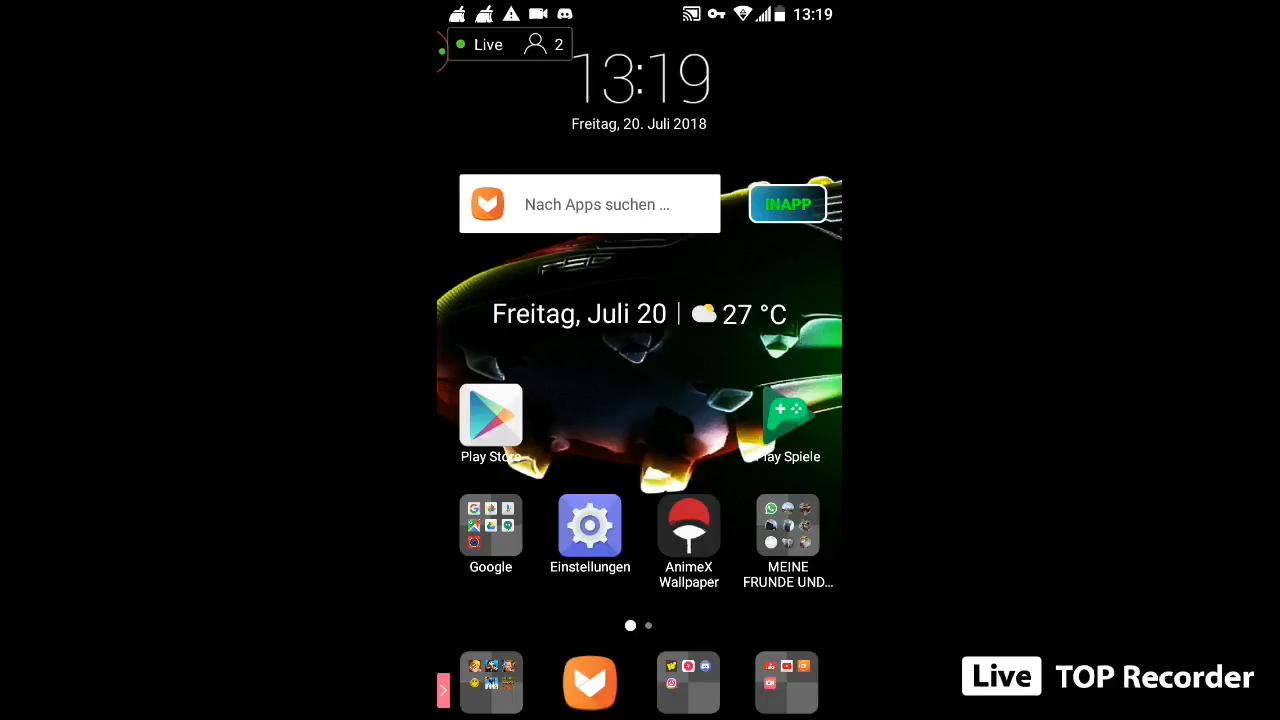 13:19
Live 2
13:19
Freitag, 20. Juli 2018
Nach Apps suchen ...
INAPP
Freitag, Juli 20 | 27 °C
Play Store
Play Spiele
Google
Einstellungen
AnimeX
Wallpaper
MEINE
FRUNDE UND...
Live TOP Recorder